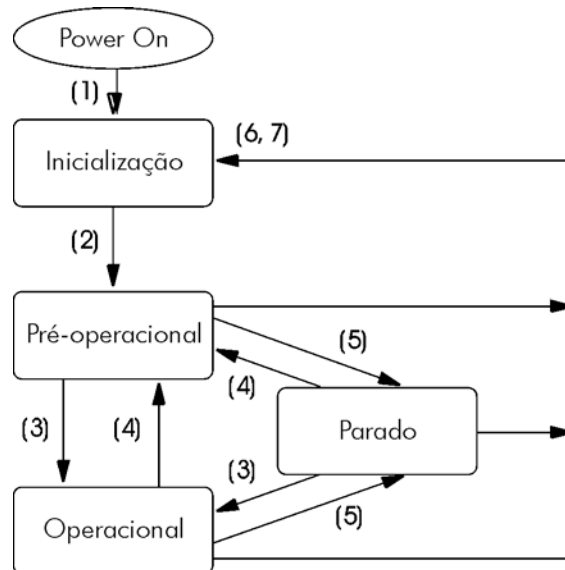 Power On
(1)
Inicialização
(6, 7)
(2)
Pré-operacional
(5)
(4)
(3)
(4)
Parado
(3)
Operacional
(5)